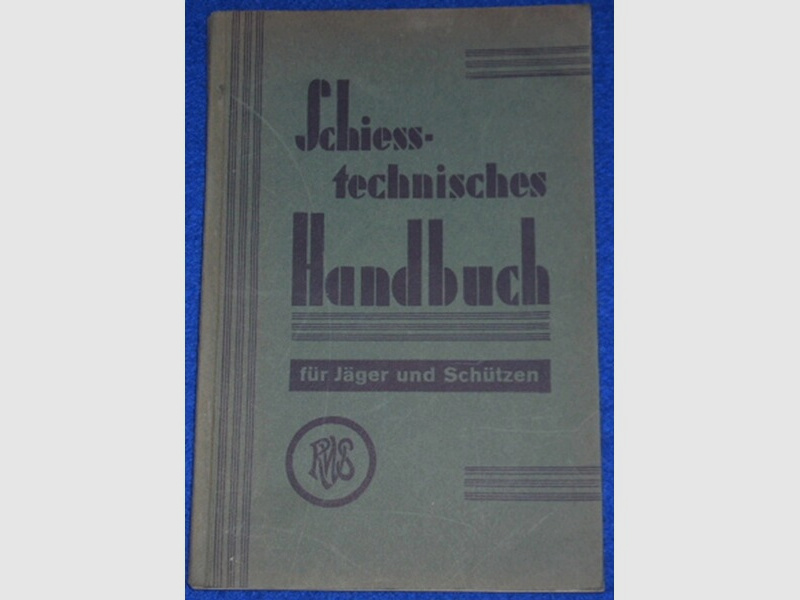 Schiess-
technisches
Handbuch
für Jäger und Schützen
RWS